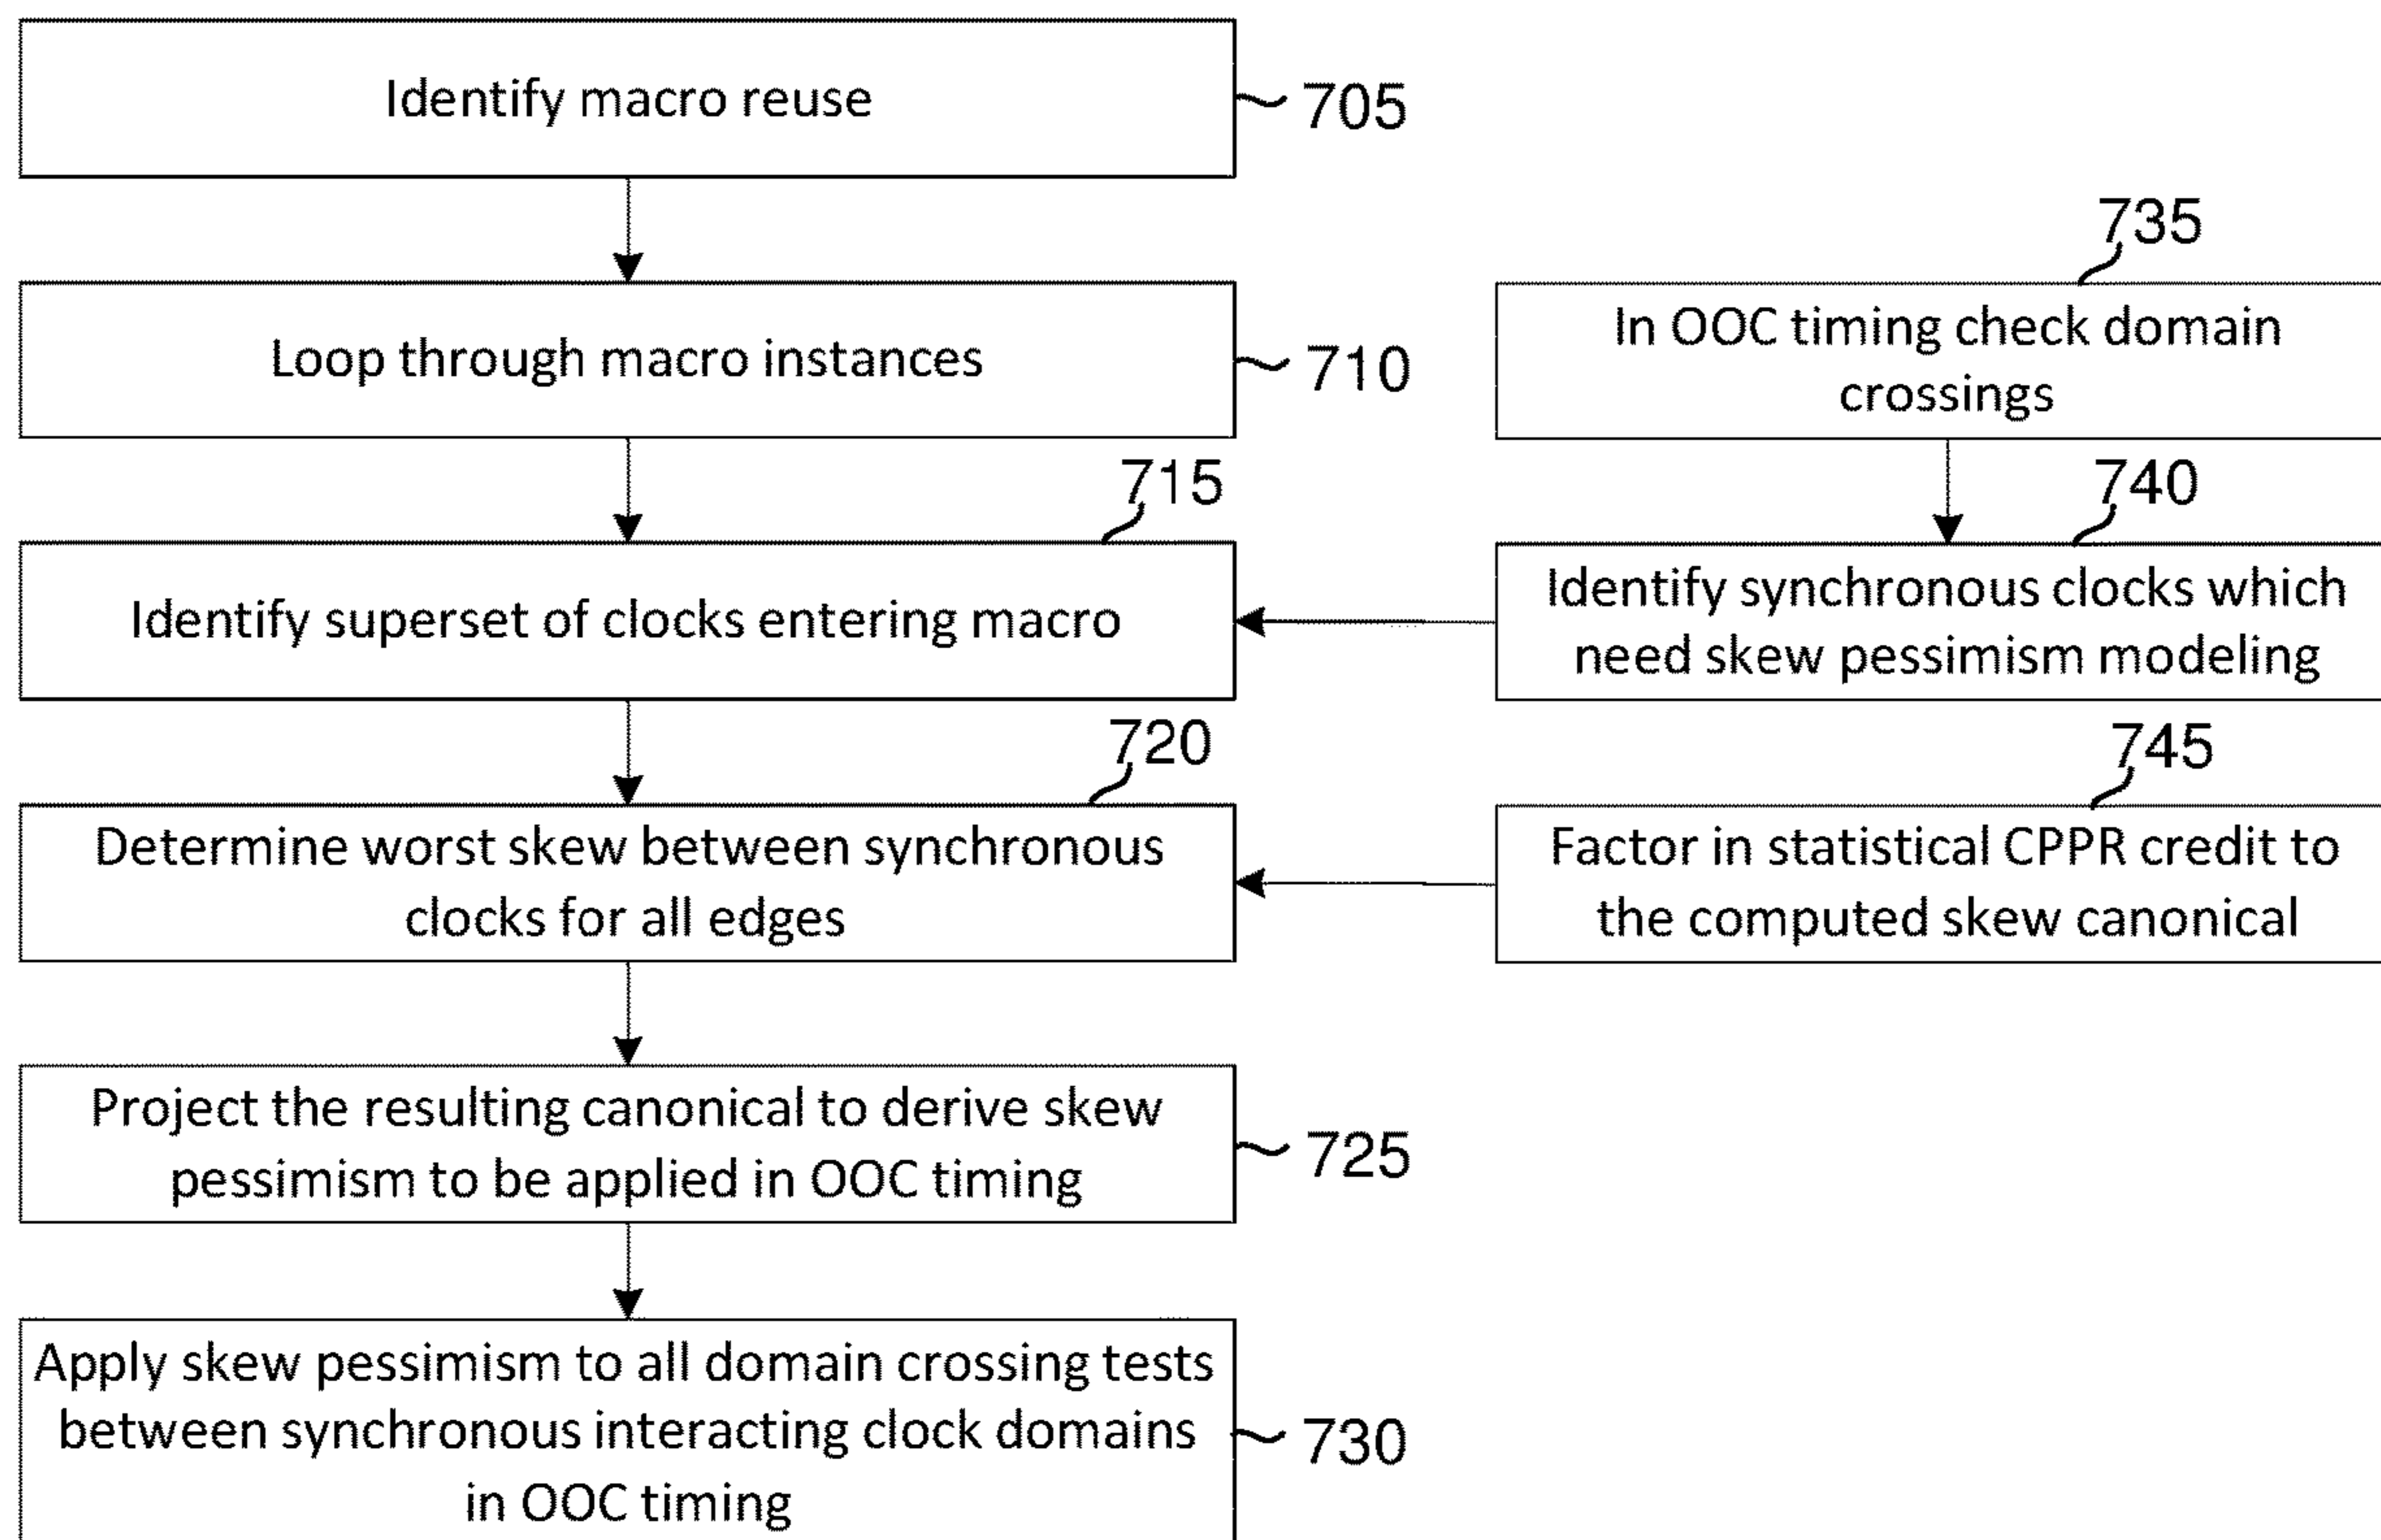 Identify macro reuse
705
Loop through macro instances
710
735
In OOC timing check domain
crossings
715
Identify superset of clocks entering macro
740
Identify synchronous clocks which
need skew pessimism modeling
720
Determine worst skew between synchronous
clocks for all edges
745
Factor in statistical CPPR credit to
the computed skew canonical
Project the resulting canonical to derive skew
pessimism to be applied in OOC timing
725
Apply skew pessimism to all domain crossing tests
between synchronous interacting clock domains
in OOC timing
730